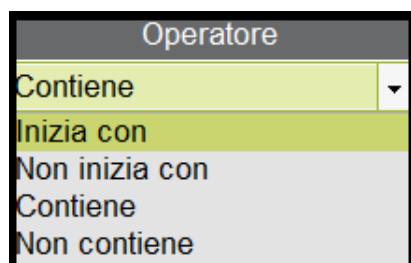 Operatore
Contiene
Inizia con
Non inizia con
Contiene
Non contiene